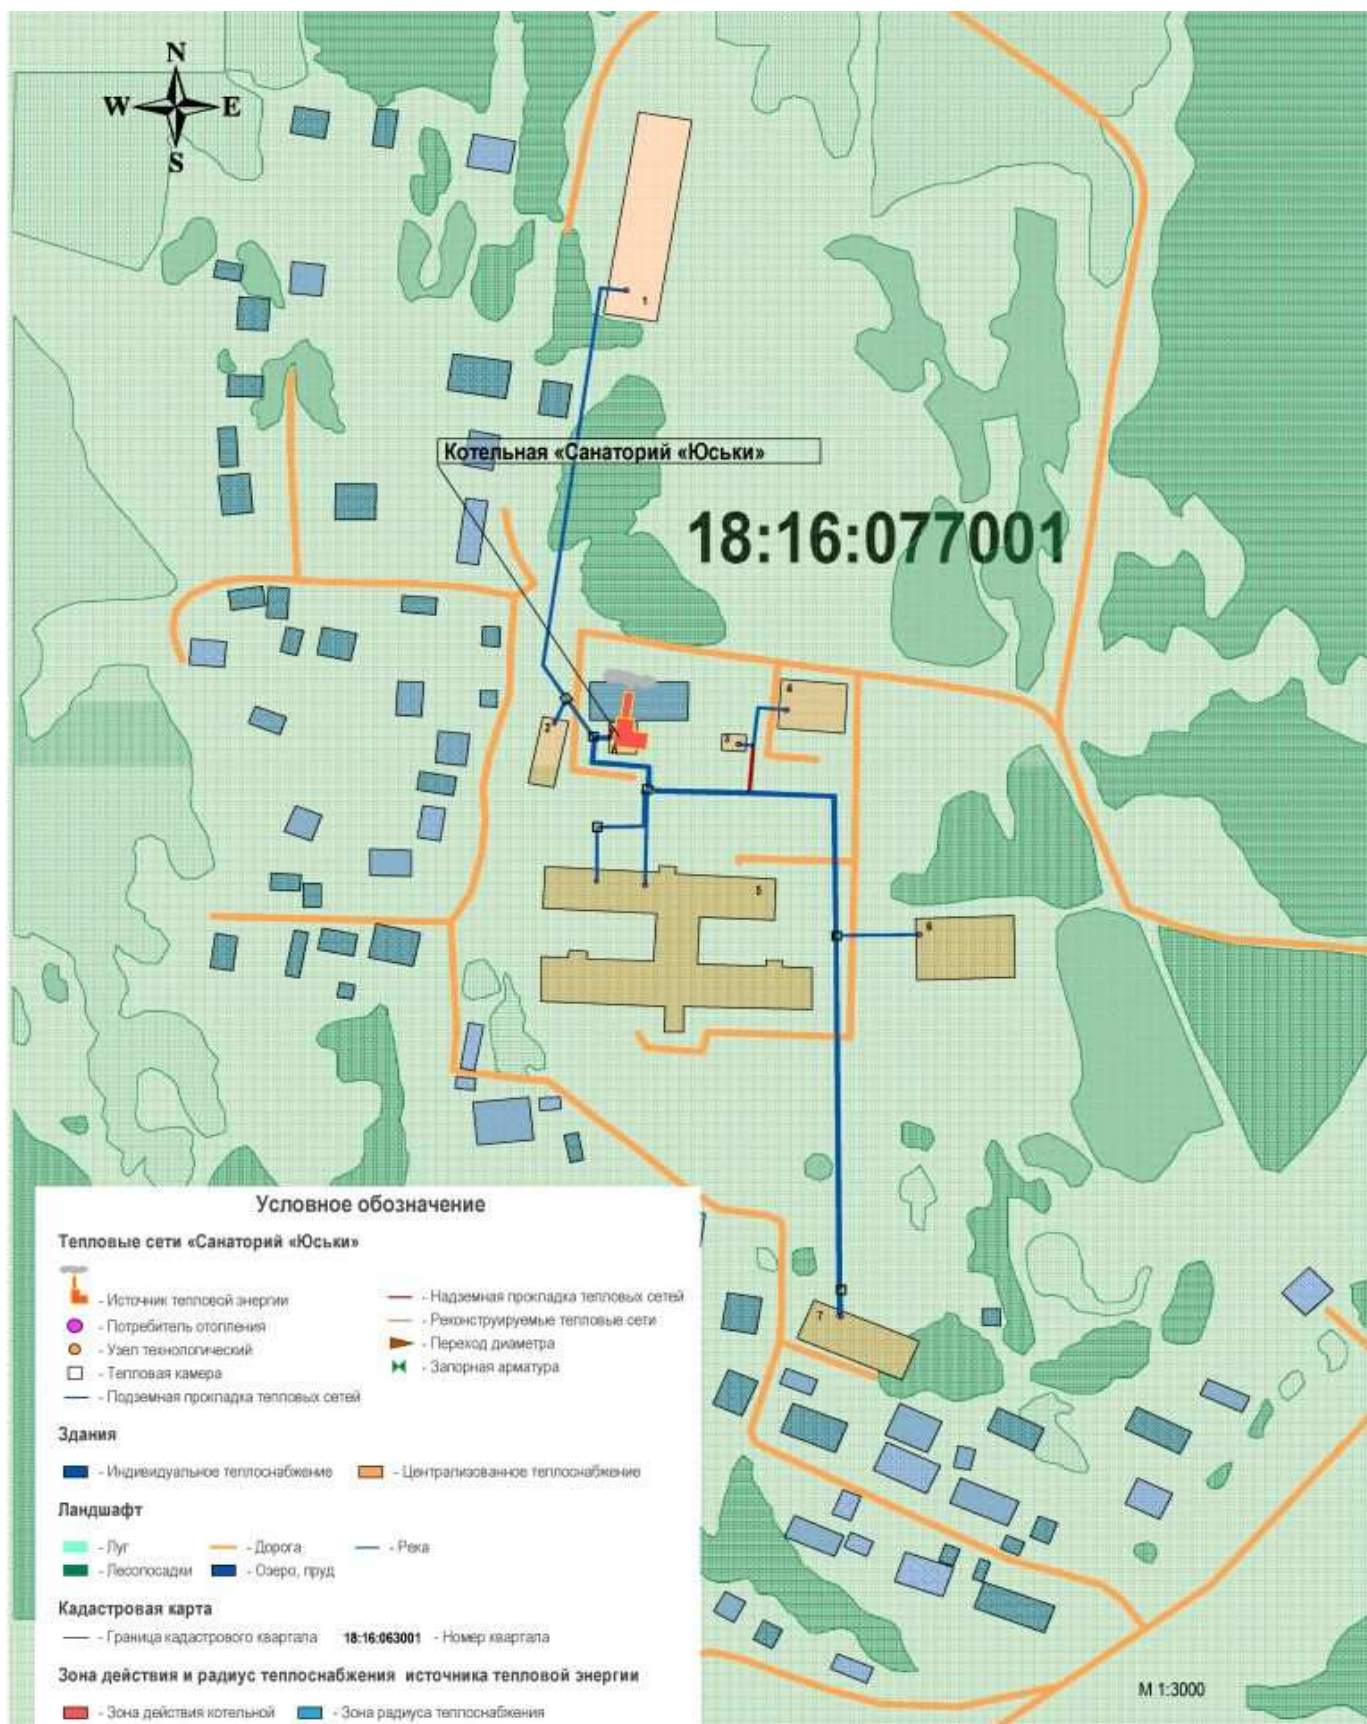 N
W E
S
1
Котельная «Санаторий «Юськи»
18:16:077001
4
2
3
5
6
7
Условное обозначение
Тепловые сети «Санаторий «Юськи»
- Источник тепловой энергии
- Надземная прокладка тепловых сетей
- Потребитель отопления
- Реконструируемые тепловые сети
- Узел технологический
- Переход диаметра
- Тепловая камера
- Запорная арматура
- Подземная прокладка тепловых сетей
Здания
- Индивидуальное теплоснабжение - Централизованное теплоснабжение
Ландшафт
- Луг - Дорога - Река
- Лесопосадки - Озеро, пруд
Кадастровая карта
- Граница кадастрового квартала 18:16:063001 - Номер квартала
Зона действия и радиус теплоснабжения источника тепловой энергии
- Зона действия котельной - Зона радиуса теплоснабжения
М 1:3000